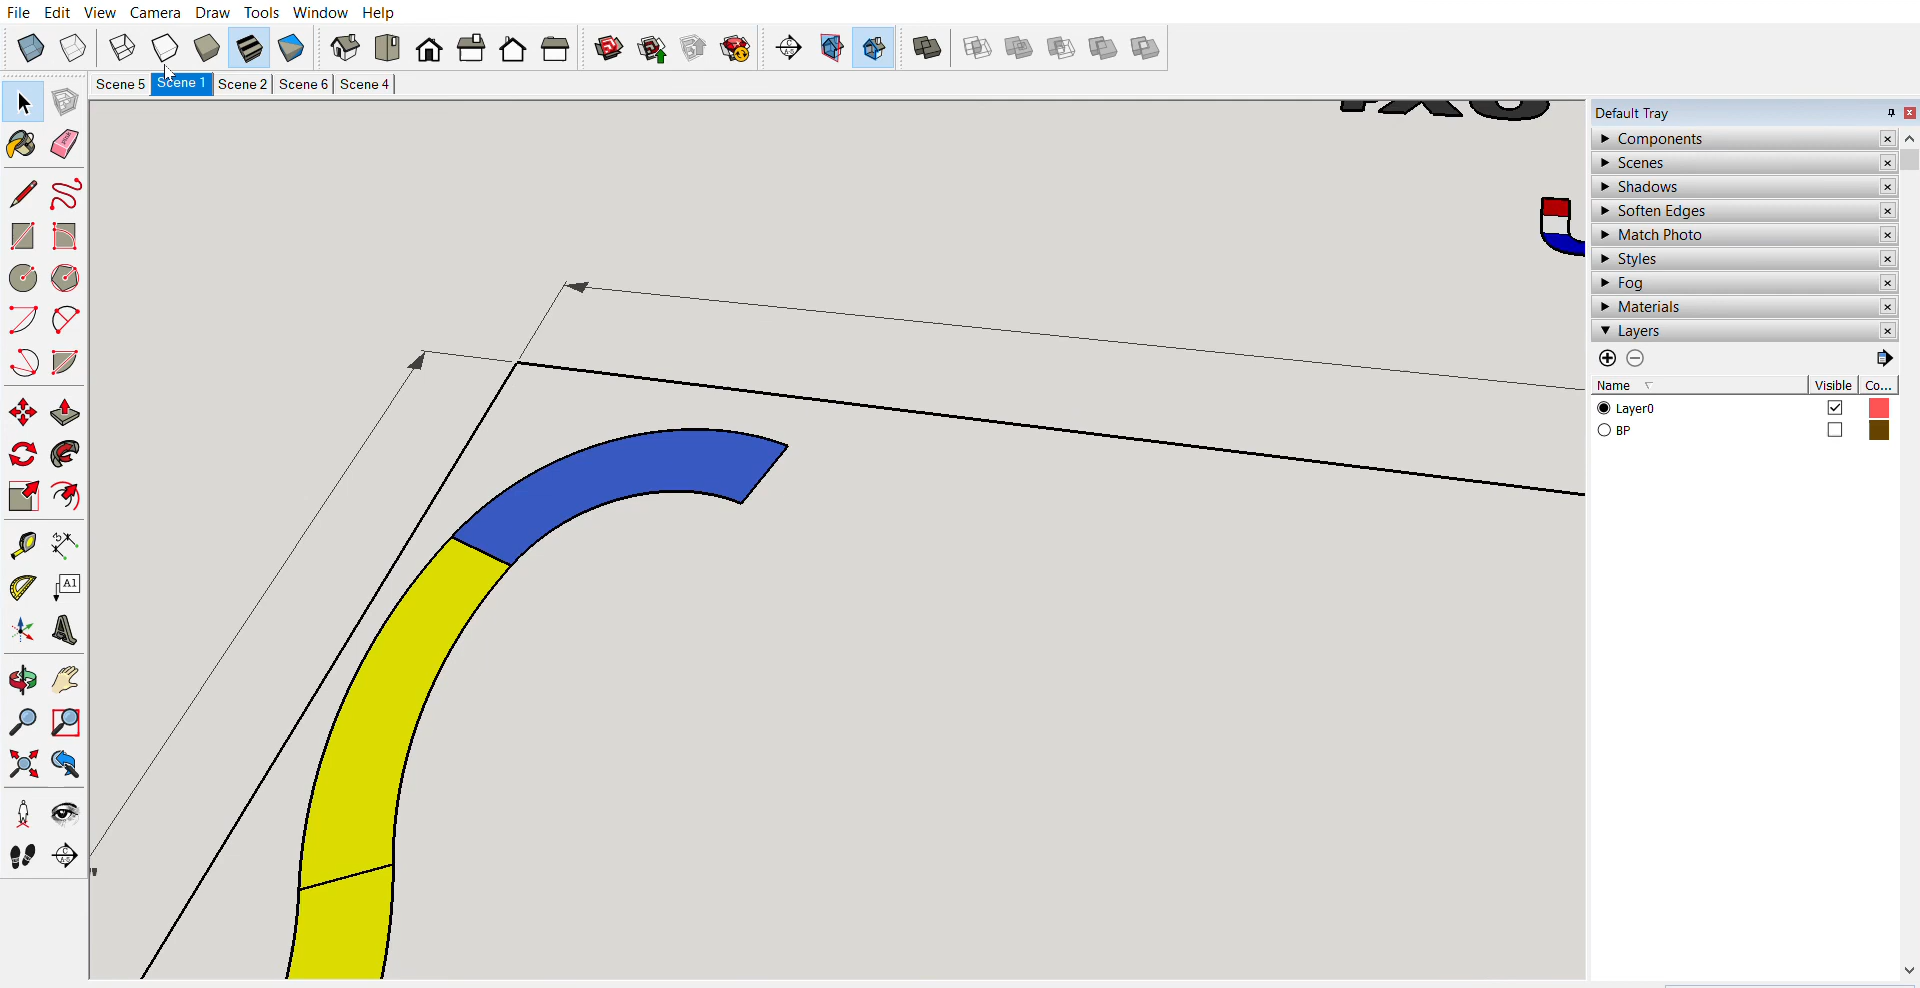 File Edit View Camera Draw Tools Window Help
Scene 5 Scene 1 Scene 2 Scene 6 Scene 4
Default Tray
Components
Scenes
Shadows
Soften Edges
Match Photo
Styles
Fog
Materials
Layers
Name Visible Co...
Layer0
BP
A1